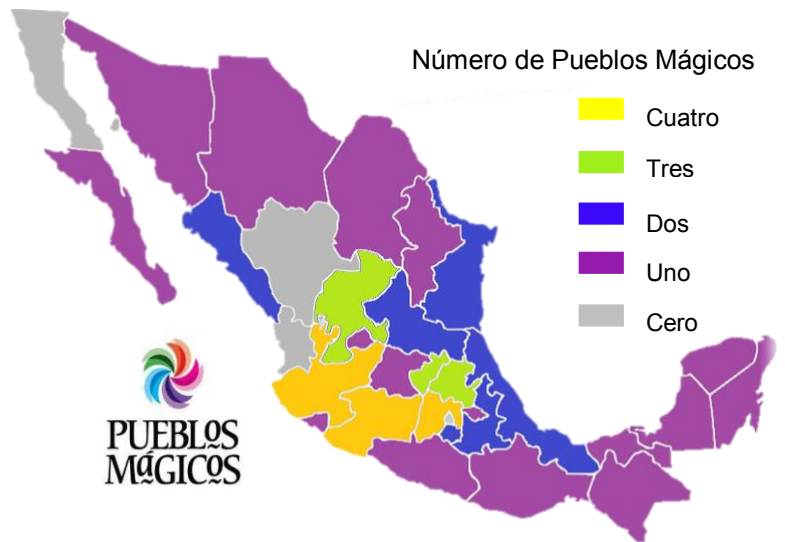 Número de Pueblos Mágicos
Cuatro
Tres
Dos
Uno
Cero
PUEBLOS
MáGICOS